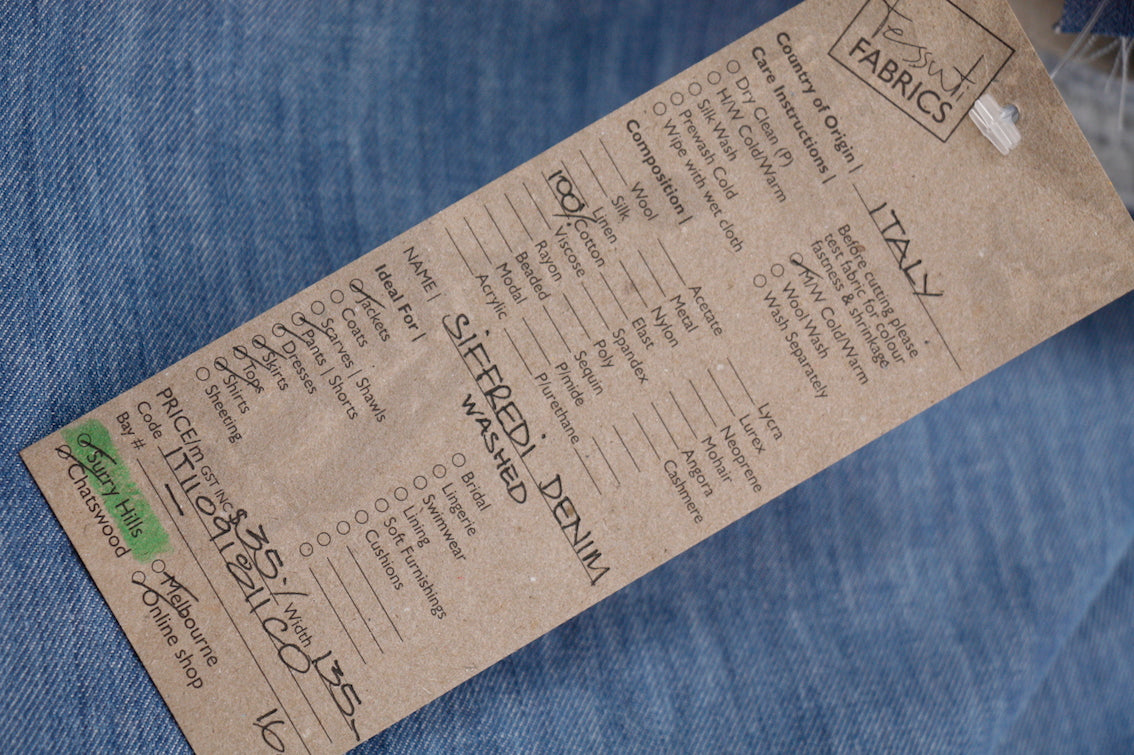 Tessuti
FABRICS
Country of Origin | ITALY
Care Instructions |
Before cutting please
test fabric for colour
fastness & shrinkage
Dry Clean (P)
H/W Cold/Warm
Silk Wash
Prewash Cold
Wipe with wet cloth
M/W Cold/Warm
Wool Wash
Wash Separately
Composition |
Wool
Silk
Linen
100% Cotton
Viscose
Rayon
Beaded
Modal
Acrylic
Acetate
Metal
Nylon
Elast
Spandex
Poly
Sequin
P/mide
P/urethane
Lycra
Lurex
Neoprene
Mohair
Angora
Cashmere
NAME | SiFFREDi DENIM
WASHED
Ideal For |
Jackets
Coats
Scarves | Shawls
Pants | Shorts
Dresses
Skirts
Tops
Shirts
Sheeting
Bridal
Lingerie
Swimwear
Lining
Soft Furnishings
Cushions
PRICE/m GST INC $35./ Width 135
Code 1T110918211CO
Bay # 16
Surry Hills
Chatswood
Melbourne
Online shop